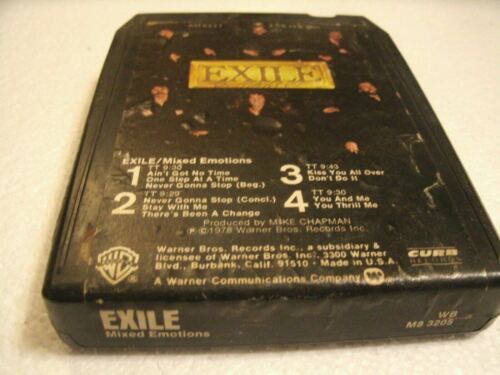 EXILE
EXILE/Mixed Emotions
1 TT 9:30
Ain't Got No Time
One Step At A Time
Never Gonna Stop (Beg.)
2 TT 9:29
Never Gonna Stop (Concl.)
Stay With Me
There's Been A Change
3 TT 9:43
Kiss You All Over
Don't Do It
4 TT 9:30
You And Me
You Thrill Me
Produced by MIKE CHAPMAN
℗©1978 Warner Bros. Records Inc.
Warner Bros. Records Inc., a subsidiary &
licensee of Warner Bros. Inc., 3300 Warner
Blvd., Burbank, Calif. 91510 - Made in U.S.A.
A Warner Communications Company
CURB
RECORDS
EXILE
Mixed Emotions
WB
M8 3205